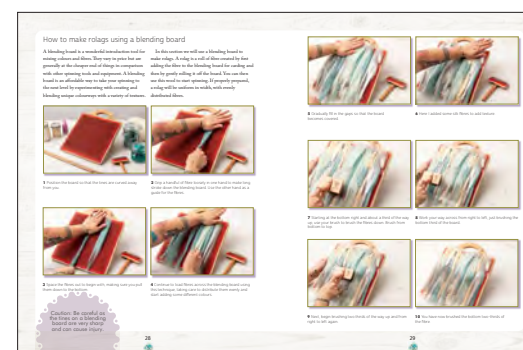 How to make rolags using a blending board
A blending board is a wonderful introduction tool for
mixing colours and fibres. They vary in price but are
generally at the cheaper end of things in comparison
with other spinning tools and equipment. A blending
board is an affordable way to take your spinning to
the next level by experimenting with creating and
blending unique colourways with a variety of textures.
In this section we will use a blending board to
make rolags. A rolag is a roll of fibre created by first
adding the fibre to the blending board for carding and
then by gently rolling it off the board. You can then
use this wool to start spinning. If properly prepared,
a rolag will be uniform in width, with evenly
distributed fibres.
1 Position the board so that the tines are curved away
from you.
2 Grip a handful of fibre loosely in one hand to make long
strokes down the blending board. Use the other hand as a
guide for the fibres.
3 Space the fibres out to begin with, making sure you pull
them down to the bottom.
4 Continue to load fibres across the blending board using
this technique, taking care to distribute them evenly and
start adding some different colours.
Caution: Be careful as
the tines on a blending
board are very sharp
and can cause injury.
28
5 Gradually fill in the gaps so that the board
becomes covered.
6 Here I added some silk fibres to add texture.
7 Starting at the bottom right and about a third of the way
up, use your brush to brush the fibres down. Brush from
bottom to top.
8 Work your way across from right to left, just brushing the
bottom third of the board.
9 Next, begin brushing two thirds of the way up and from
right to left again.
10 You have now brushed the bottom two thirds of
the fibre.
29